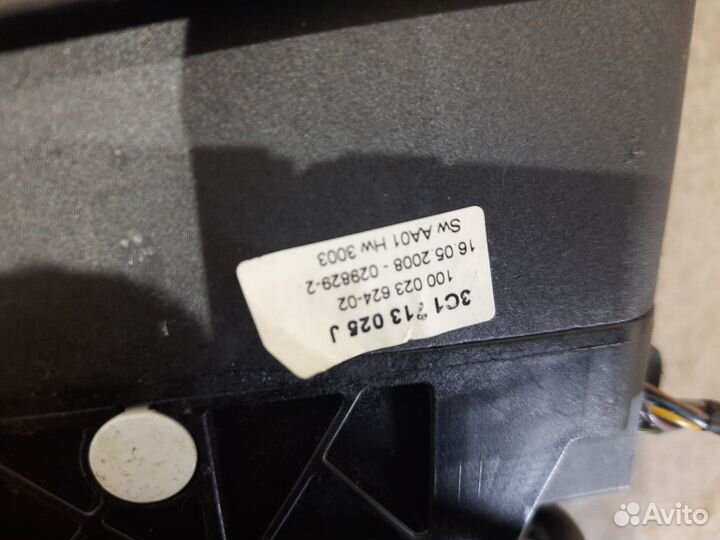 3C1 713 025 J
100 023 624-02
16.05.2008 - 029829-2
Sw AA01 Hw 3003
Avito